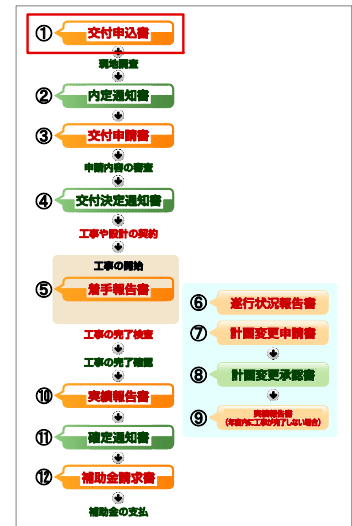 ① 交付申込書
現地調査
② 内定通知書
③ 交付申請書
申請内容の審査
④ 交付決定通知書
工事や設計の契約
工事の開始
⑤ 着手報告書
工事の完了検査
工事の完了確認
⑩ 実績報告書
⑪ 確定通知書
⑫ 補助金請求書
補助金の支払
⑥ 遂行状況報告書
⑦ 計画変更申請書
⑧ 計画変更承認書
⑨ 実績報告書
(年度内に工事が完了しない場合)